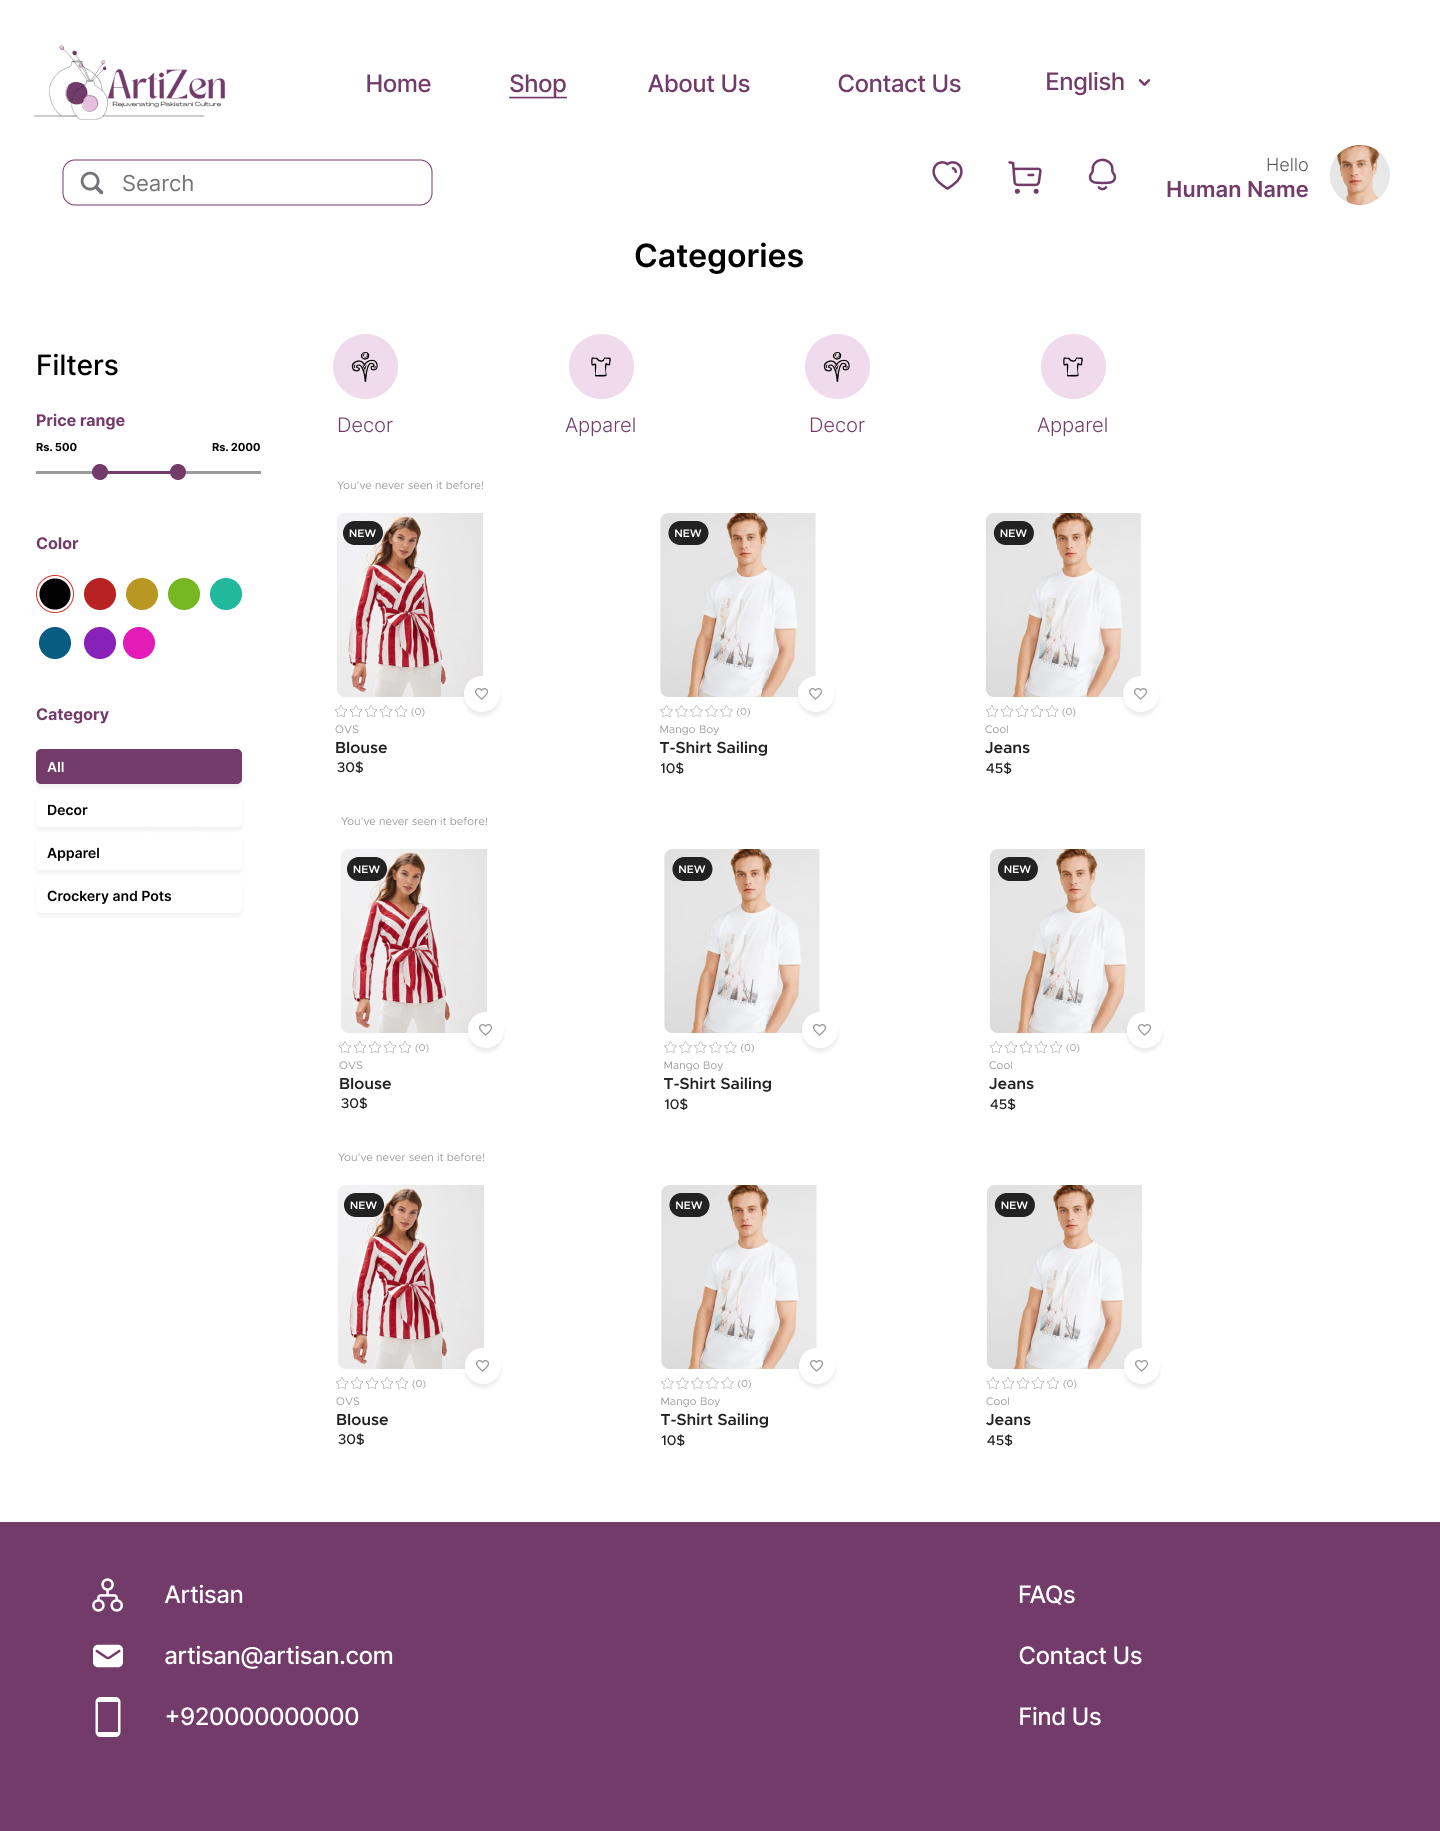 ArtiZen
Rejuvenating Pakistani Culture
Home
Shop
About Us
Contact Us
English
Search
Hello
Human Name
Categories
Filters
Price range
Rs. 500
Rs. 2000
Color
Category
All
Decor
Apparel
Crockery and Pots
Decor
Apparel
Decor
Apparel
You've never seen it before!
NEW
(0)
OVS
Blouse
30$
NEW
(0)
Mango Boy
T-Shirt Sailing
10$
NEW
(0)
Cool
Jeans
45$
You've never seen it before!
NEW
(0)
OVS
Blouse
30$
NEW
(0)
Mango Boy
T-Shirt Sailing
10$
NEW
(0)
Cool
Jeans
45$
You've never seen it before!
NEW
(0)
OVS
Blouse
30$
NEW
(0)
Mango Boy
T-Shirt Sailing
10$
NEW
(0)
Cool
Jeans
45$
Artisan
artisan@artisan.com
+920000000000
FAQs
Contact Us
Find Us